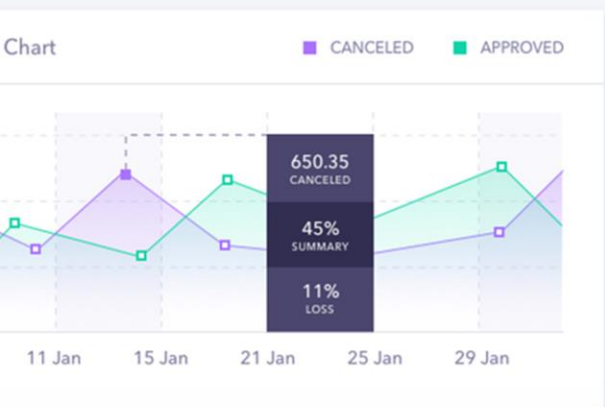 Chart
CANCELED
APPROVED
650.35
CANCELED
45%
SUMMARY
11%
LOSS
11 Jan
15 Jan
21 Jan
25 Jan
29 Jan